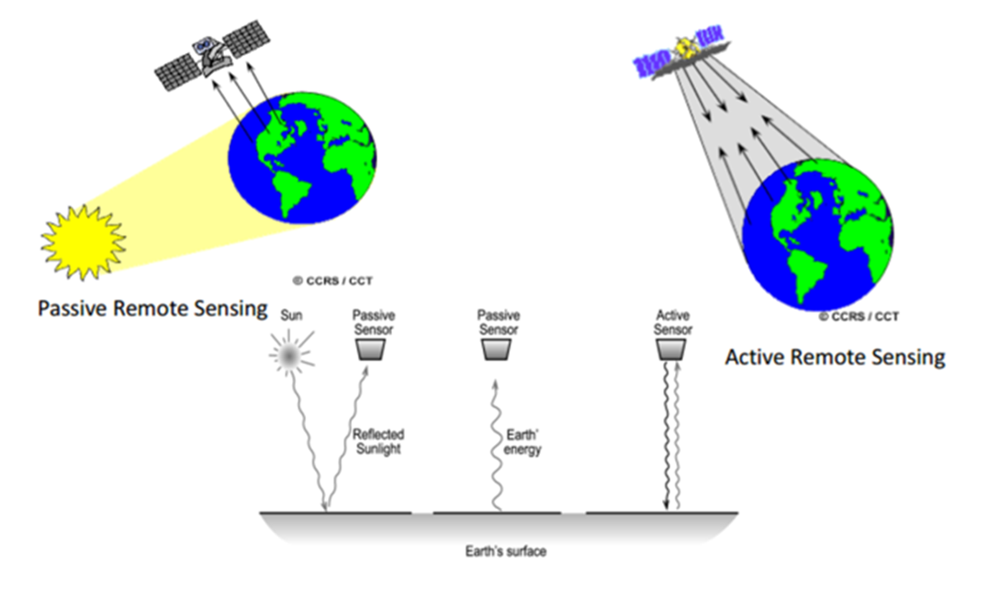 © CCRS / CCT
Passive Remote Sensing
© CCRS / CCT
Active Remote Sensing
Sun
Passive
Sensor
Passive
Sensor
Active
Sensor
Reflected
Sunlight
Earth'
energy
Earth's surface